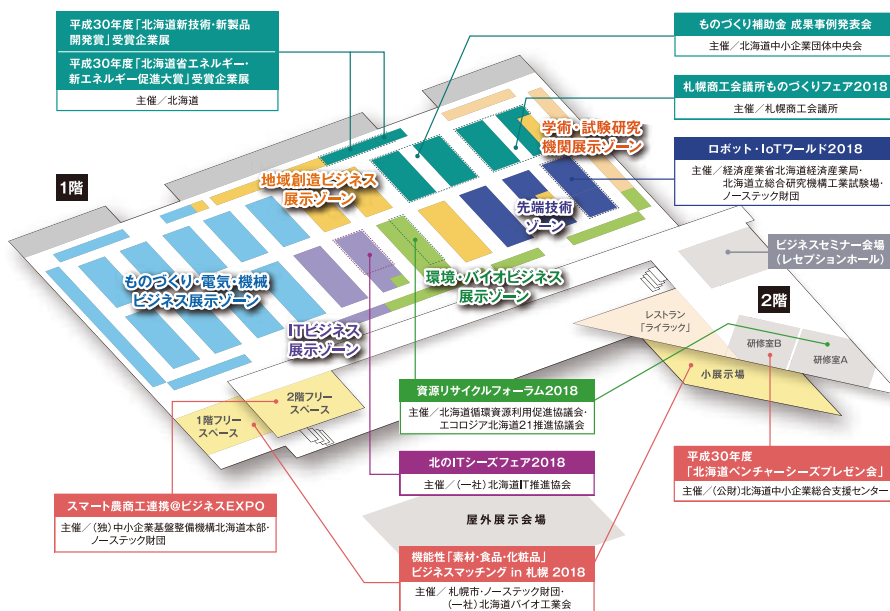 平成30年度「北海道新技術・新製品
開発賞」受賞企業展
平成30年度「北海道省エネルギー・
新エネルギー促進大賞」受賞企業展
主催／北海道
ものづくり補助金 成果事例発表会
主催／北海道中小企業団体中央会
札幌商工会議所ものづくりフェア2018
主催／札幌商工会議所
ロボット・IoTワールド2018
主催／経済産業省北海道経済産業局・
北海道立総合研究機構工業試験場・
ノーステック財団
ビジネスセミナー会場
（レセプションホール）
1階
学術・試験研究
機関展示ゾーン
地域創造ビジネス
展示ゾーン
先端技術
ゾーン
ものづくり・電気・機械
ビジネス展示ゾーン
環境・バイオビジネス
展示ゾーン
ITビジネス
展示ゾーン
2階
レストラン
「ライラック」
研修室B
研修室A
小展示場
2階フリー
スペース
1階フリー
スペース
資源リサイクルフォーラム2018
主催／北海道循環資源利用促進協議会・
エコロジア北海道21推進協議会
北のITシーズフェア2018
主催／（一社）北海道IT推進協会
平成30年度
「北海道ベンチャーシーズプレゼン会」
主催／（公財）北海道中小企業総合支援センター
スマート農商工連携@ビジネスEXPO
主催／（独）中小企業基盤整備機構北海道本部・
ノーステック財団
屋外展示会場
機能性「素材・食品・化粧品」
ビジネスマッチング in 札幌 2018
主催／札幌市・ノーステック財団・
（一社）北海道バイオ工業会